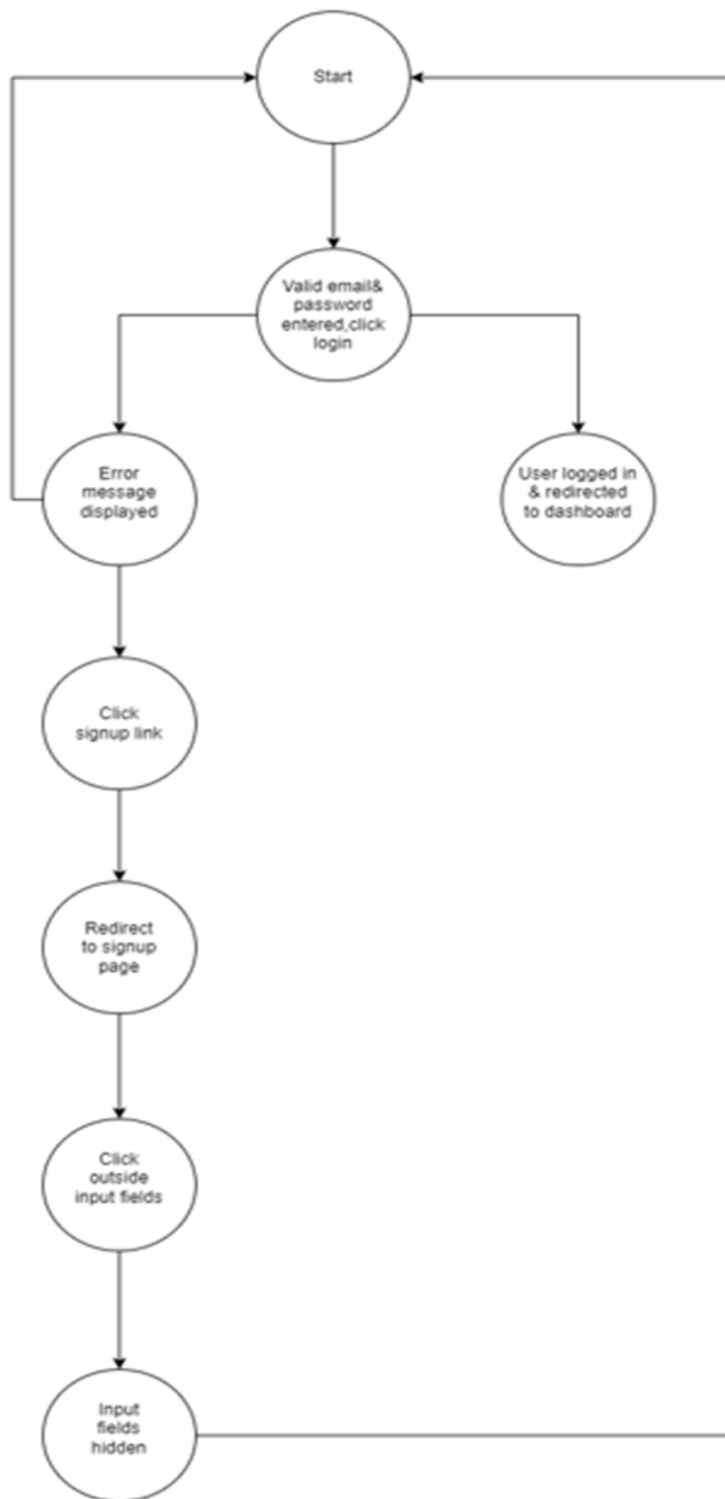 Start
Valid email&
password
entered,click
login
Error
message
displayed
User logged in
& redirected
to dashboard
Click
signup link
Redirect
to signup
page
Click
outside
input fields
Input
fields
hidden